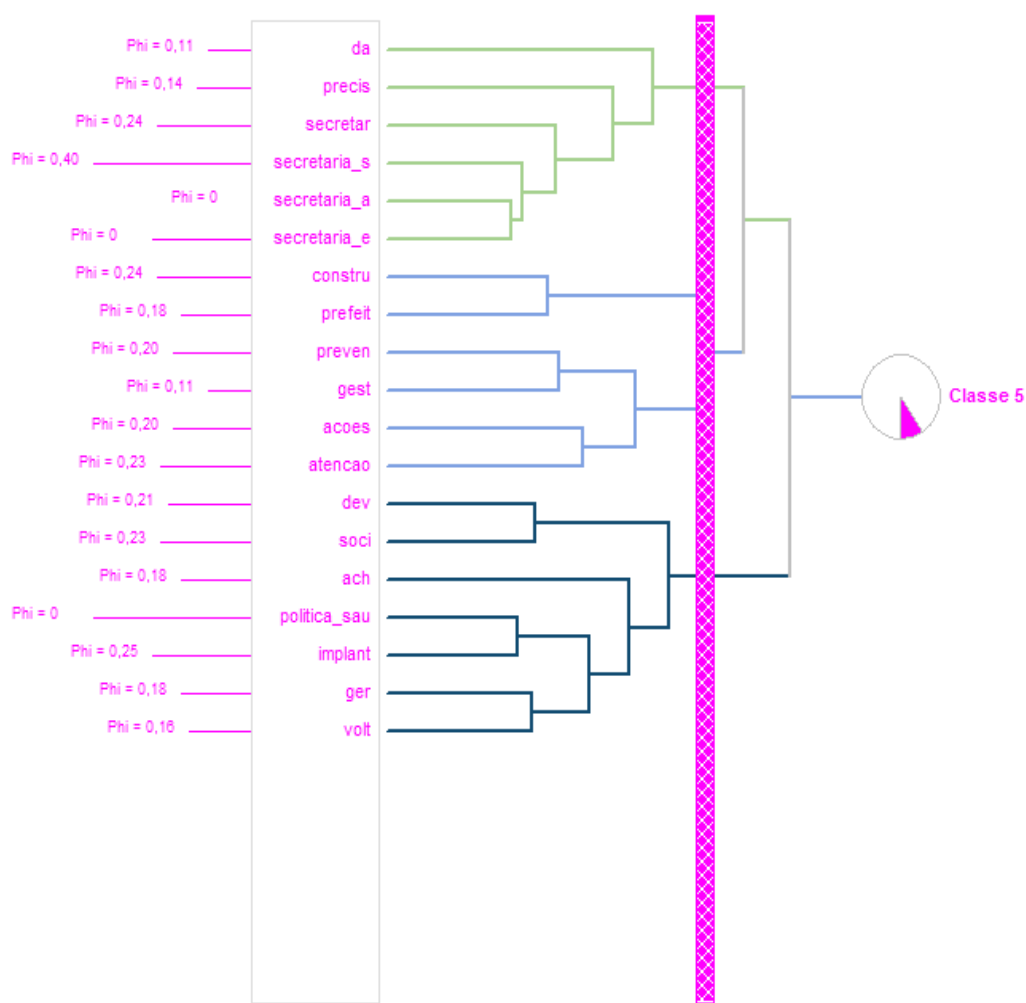 Phi = 0,11 da
Phi = 0,14 precis
Phi = 0,24 secretar
Phi = 0,40 secretaria_s
Phi = 0 secretaria_a
Phi = 0 secretaria_e
Phi = 0,24 constru
Phi = 0,18 prefeit
Phi = 0,20 preven
Phi = 0,11 gest
Phi = 0,20 acoes
Phi = 0,23 atencao
Phi = 0,21 dev
Phi = 0,23 soci
Phi = 0,18 ach
Phi = 0 politica_sau
Phi = 0,25 implant
Phi = 0,18 ger
Phi = 0,16 volt
Classe 5